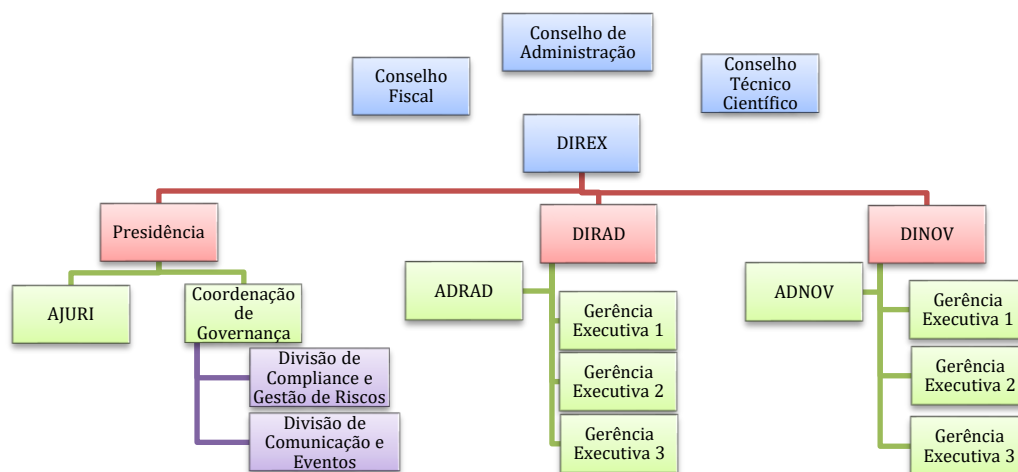 Conselho de
Administração
Conselho
Fiscal
Conselho
Técnico
Científico
DIREX
Presidência
DIRAD
DINOV
AJURI
Coordenação
de
Governança
ADRAD
ADNOV
Divisão de
Compliance e
Gestão de Riscos
Divisão de
Comunicação e
Eventos
Gerência
Executiva 1
Gerência
Executiva 2
Gerência
Executiva 3
Gerência
Executiva 1
Gerência
Executiva 2
Gerência
Executiva 3